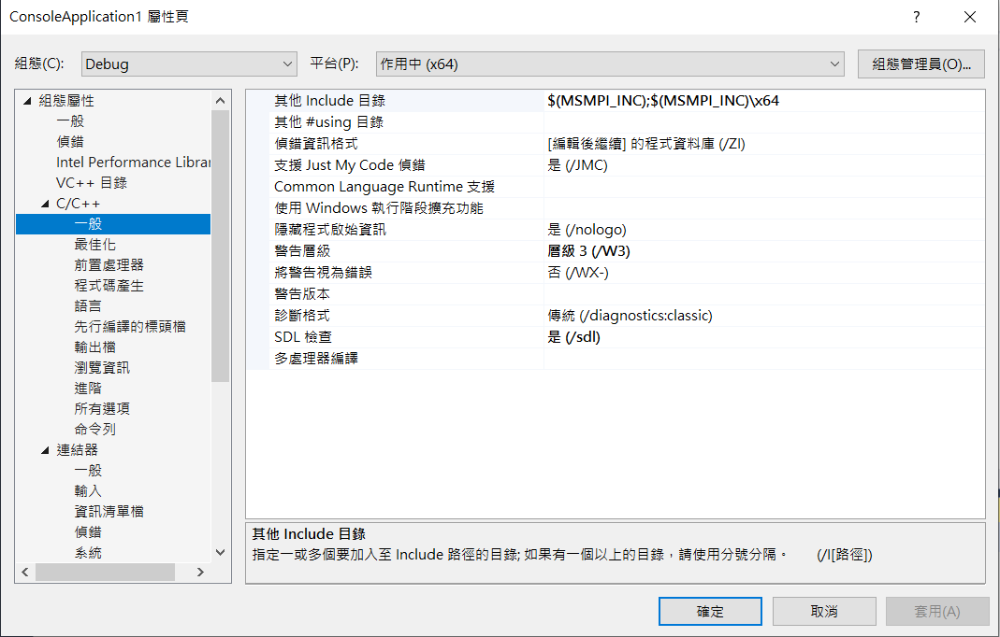 ConsoleApplication1 屬性頁
組態(C): Debug 平台(P): 作用中 (x64) 組態管理員(O)...
組態屬性
一般
偵錯
Intel Performance Librar
VC++ 目錄
C/C++
一般
最佳化
前置處理器
程式碼產生
語言
先行編譯的標頭檔
輸出檔
瀏覽資訊
進階
所有選項
命令列
連結器
一般
輸入
資訊清單檔
偵錯
系統
其他 Include 目錄 $(MSMPI_INC);$(MSMPI_INC)\x64
其他 #using 目錄
偵錯資訊格式 [編輯後繼續] 的程式資料庫 (/ZI)
支援 Just My Code 偵錯 是 (/JMC)
Common Language Runtime 支援
使用 Windows 執行階段擴充功能
隱藏程式啟始資訊 是 (/nologo)
警告層級 層級 3 (/W3)
將警告視為錯誤 否 (/WX-)
警告版本
診斷格式 傳統 (/diagnostics:classic)
SDL 檢查 是 (/sdl)
多處理器編譯
其他 Include 目錄
指定一或多個要加入至 Include 路徑的目錄; 如果有一個以上的目錄，請使用分號分隔。 (/I[路徑])
確定 取消 套用(A)